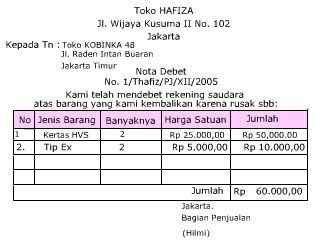 Toko HAFIZA
Jl. Wijaya Kusuma II No. 102
Jakarta
Kepada Tn : Toko KOBINKA 48
Jl. Raden Intan Buaran
Jakarta Timur
Nota Debet
No. 1/Thafiz/PJ/XII/2005
Kami telah mendebet rekening saudara
atas barang yang kami kembalikan karena rusak sbb:
No Jenis Barang Banyaknya Harga Satuan Jumlah
1 Kertas HVS 2 Rp 25.000,00 Rp 50,000.00
2. Tip Ex 2 Rp 5.000,00 Rp 10.000,00
Jumlah Rp 60.000,00
Jakarta.
Bagian Penjualan
(Hilmi)